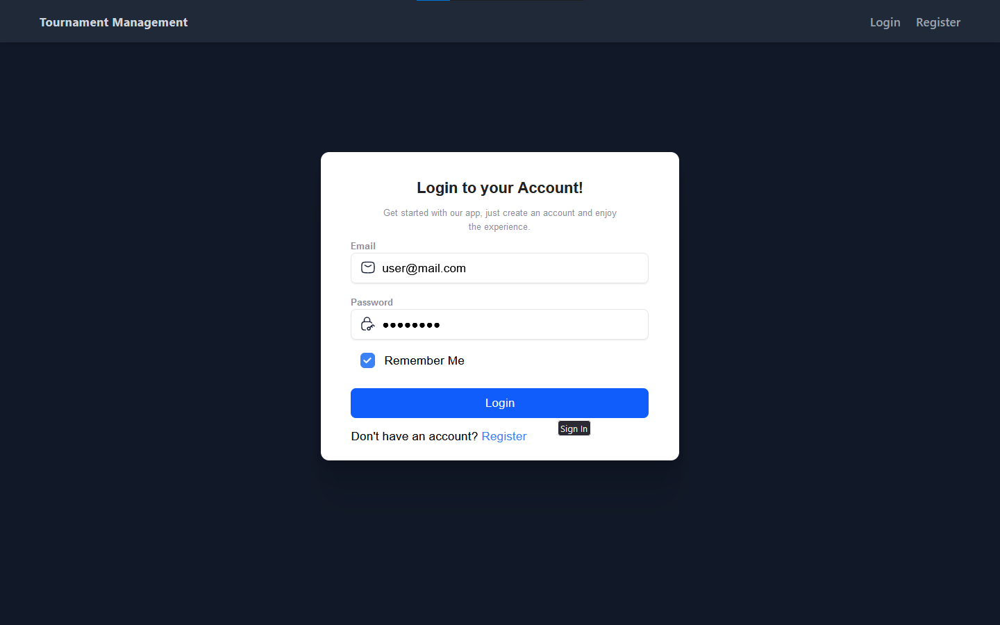 Tournament Management
Login
Register
Login to your Account!
Get started with our app, just create an account and enjoy
the experience.
Email
user@mail.com
Password
●●●●●●●●
Remember Me
Login
Sign In
Don't have an account? Register